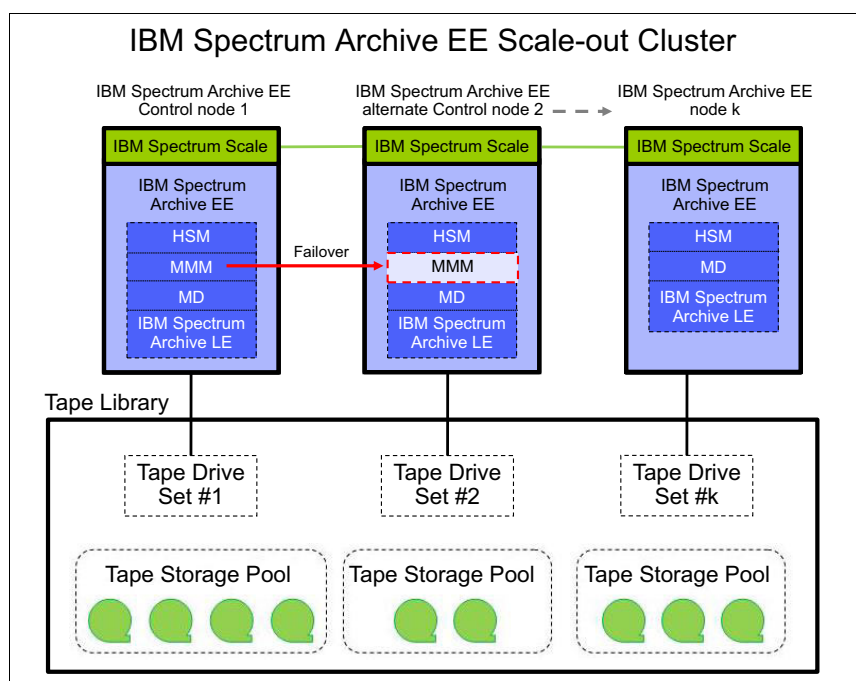 IBM Spectrum Archive EE Scale-out Cluster
IBM Spectrum Archive EE
Control node 1
IBM Spectrum Archive EE
alternate Control node 2
IBM Spectrum Archive EE
node k
IBM Spectrum Scale
IBM Spectrum Scale
IBM Spectrum Scale
IBM Spectrum
Archive EE
HSM
MMM
MD
IBM Spectrum
Archive LE
Failover
IBM Spectrum
Archive EE
HSM
MMM
MD
IBM Spectrum
Archive LE
IBM Spectrum
Archive EE
HSM
MD
IBM Spectrum
Archive LE
Tape Library
Tape Drive
Set #1
Tape Drive
Set #2
Tape Drive
Set #k
Tape Storage Pool
Tape Storage Pool
Tape Storage Pool